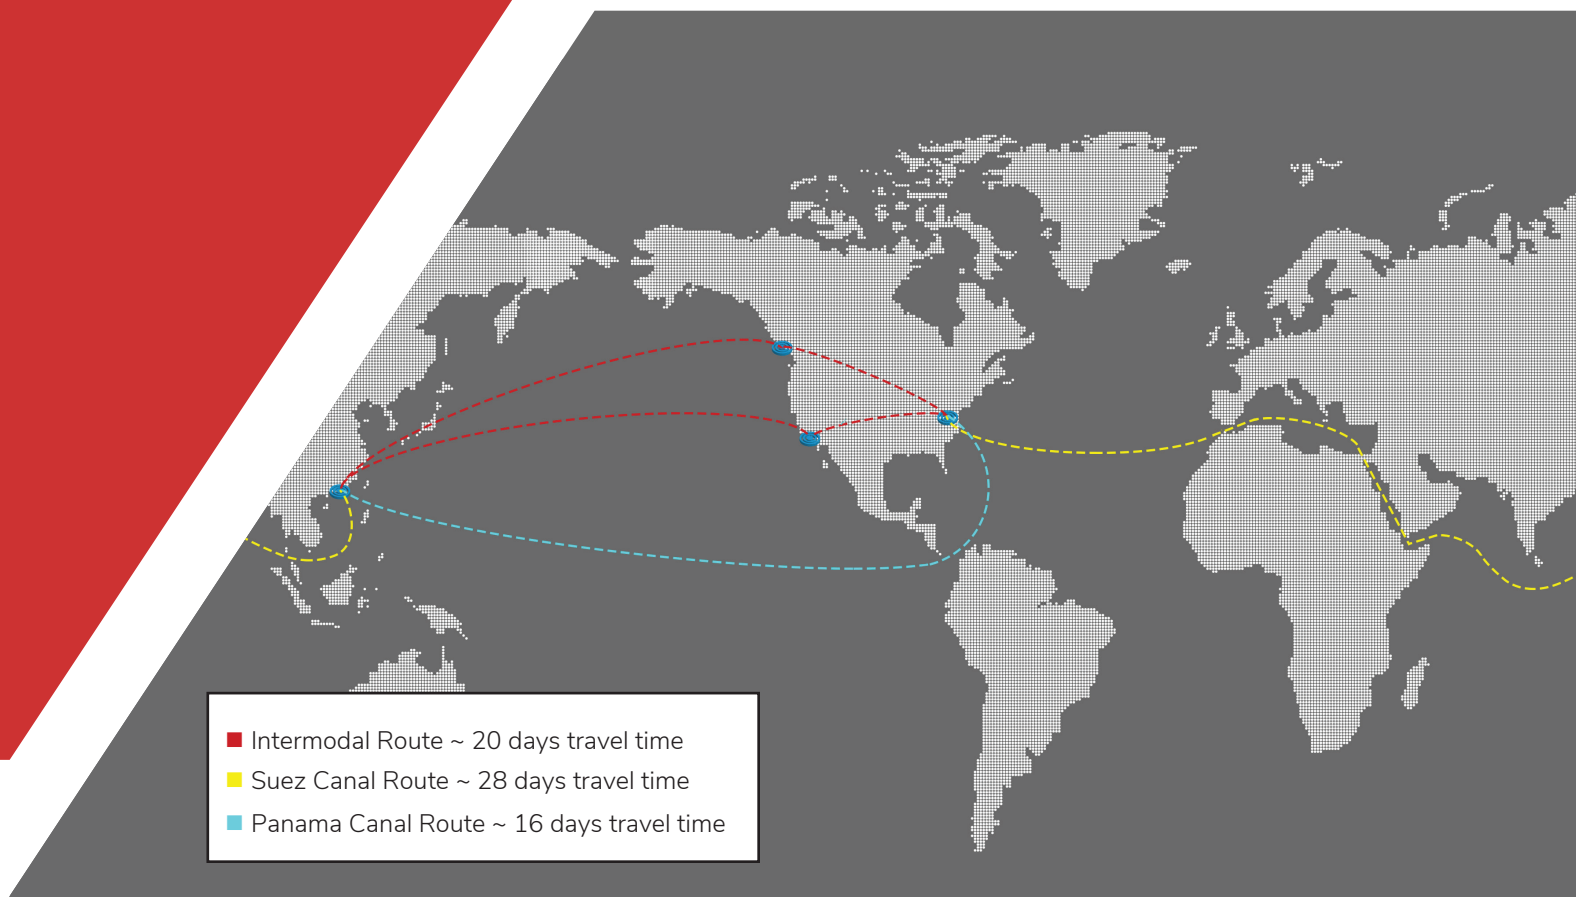 Intermodal Route ~ 20 days travel time
Suez Canal Route ~ 28 days travel time
Panama Canal Route ~ 16 days travel time